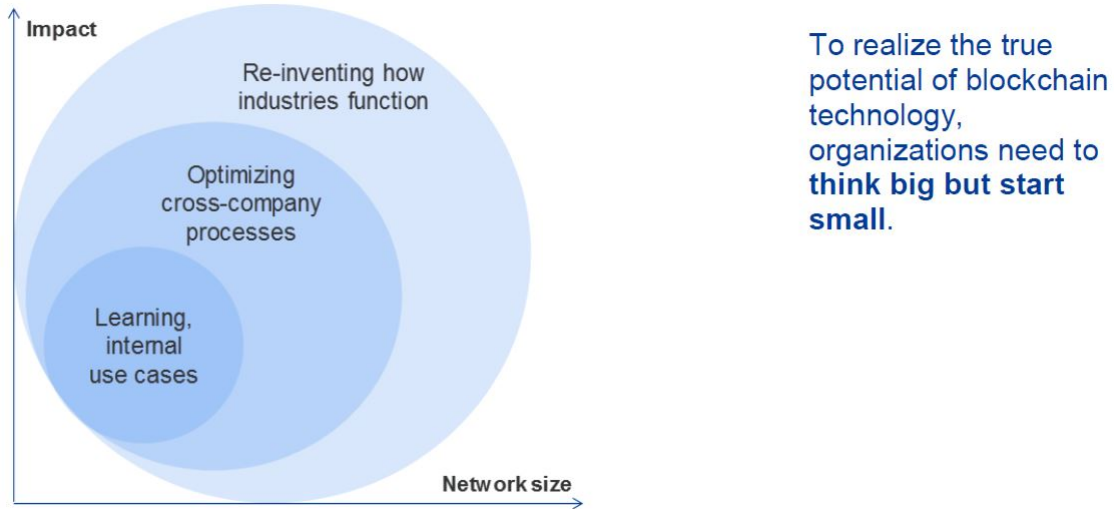 Impact
Re-inventing how
industries function
Optimizing
cross-company
processes
Learning,
internal
use cases
Network size
To realize the true
potential of blockchain
technology,
organizations need to
think big but start
small.